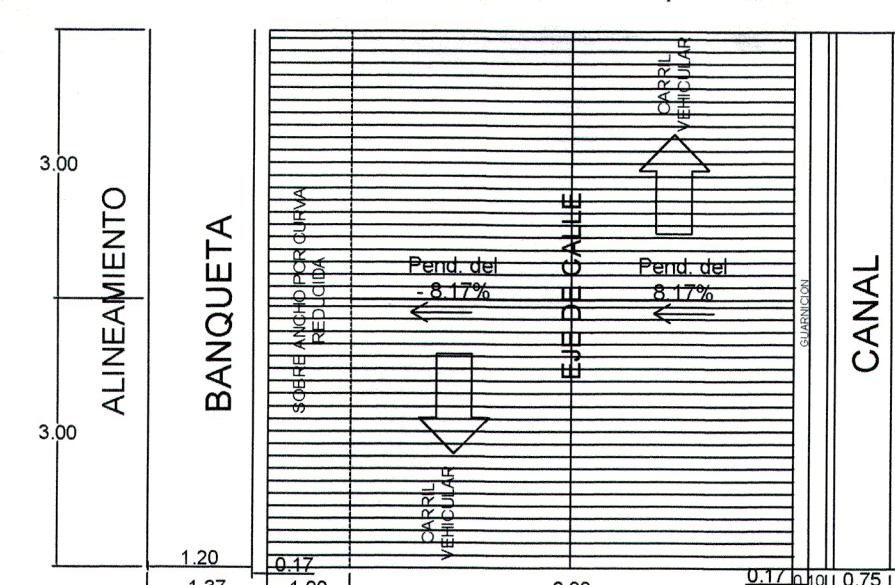 CARRIL
VEHICULAR
3.00
ALINEAMIENTO
BANQUETA
SOBRE ANCHO POR CURVA
REDUCIDA
Pend. del
- 8.17%
EJE DE CALLE
Pend. del
8.17%
GUARNICION
CANAL
3.00
CARRIL
VEHICULAR
1.20
0.17
0.17
0.10
0.75